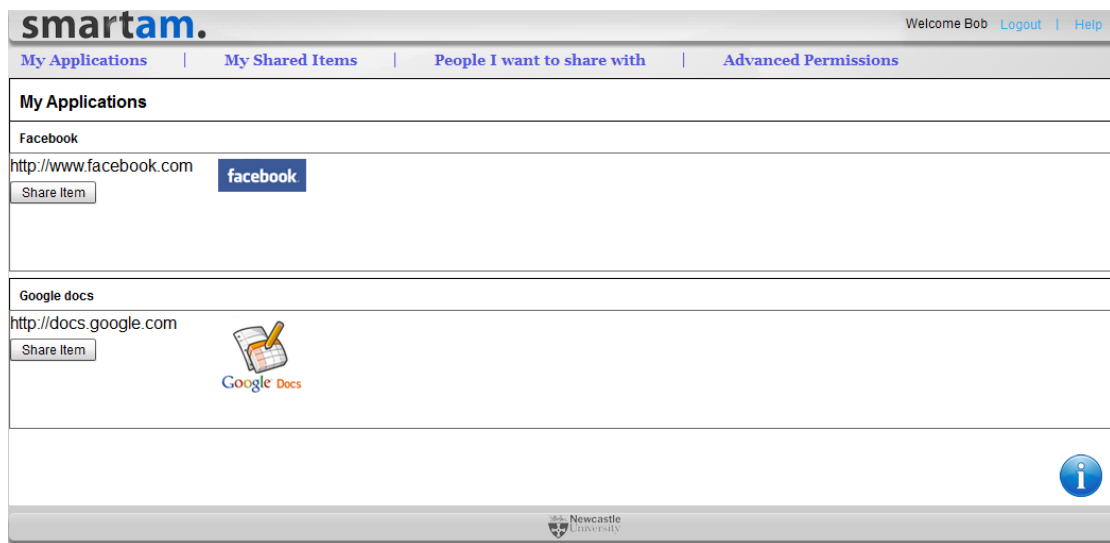 smartam.
Welcome Bob Logout | Help
My Applications | My Shared Items | People I want to share with | Advanced Permissions
My Applications
Facebook
http://www.facebook.com
facebook
Share Item
Google docs
http://docs.google.com
Share Item
Google Docs
i
Newcastle
University